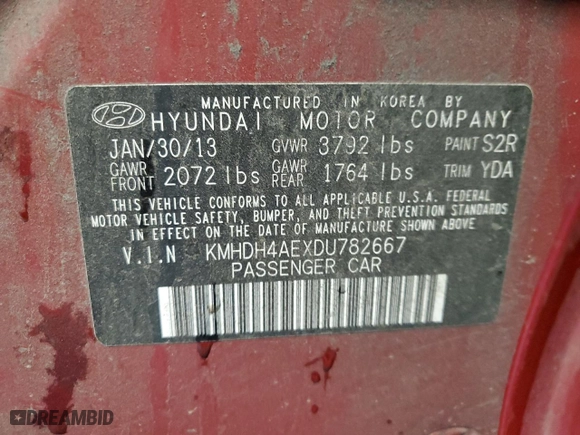 MANUFACTURED IN KOREA BY
HYUNDAI MOTOR COMPANY
JAN/30/13 GVWR 3792 lbs PAINT S2R
GAWR FRONT 2072 lbs GAWR REAR 1764 lbs TRIM YDA
THIS VEHICLE CONFORMS TO ALL APPLICABLE U.S.A. FEDERAL
MOTOR VEHICLE SAFETY, BUMPER, AND THEFT PREVENTION STANDARDS
IN EFFECT ON THE DATE OF MANUFACTURE SHOWN ABOVE.
V.I.N KMHDH4AEXDU782667
PASSENGER CAR
DREAMBID